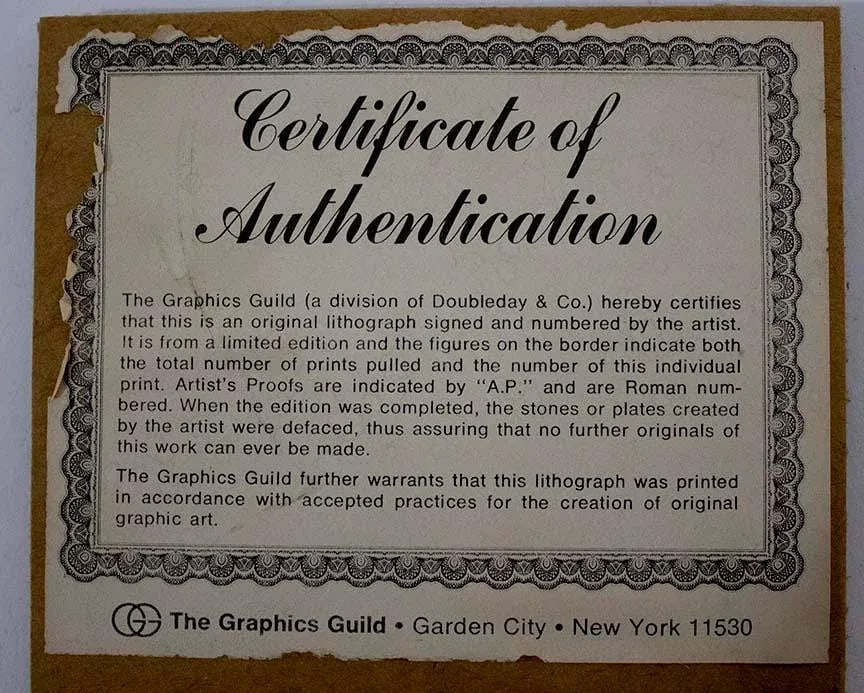 Certificate of
Authentication
The Graphics Guild (a division of Doubleday & Co.) hereby certifies
that this is an original lithograph signed and numbered by the artist.
It is from a limited edition and the figures on the border indicate both
the total number of prints pulled and the number of this individual
print. Artist's Proofs are indicated by "A.P." and are Roman num-
bered. When the edition was completed, the stones or plates created
by the artist were defaced, thus assuring that no further originals of
this work can ever be made.
The Graphics Guild further warrants that this lithograph was printed
in accordance with accepted practices for the creation of original
graphic art.
The Graphics Guild • Garden City • New York 11530